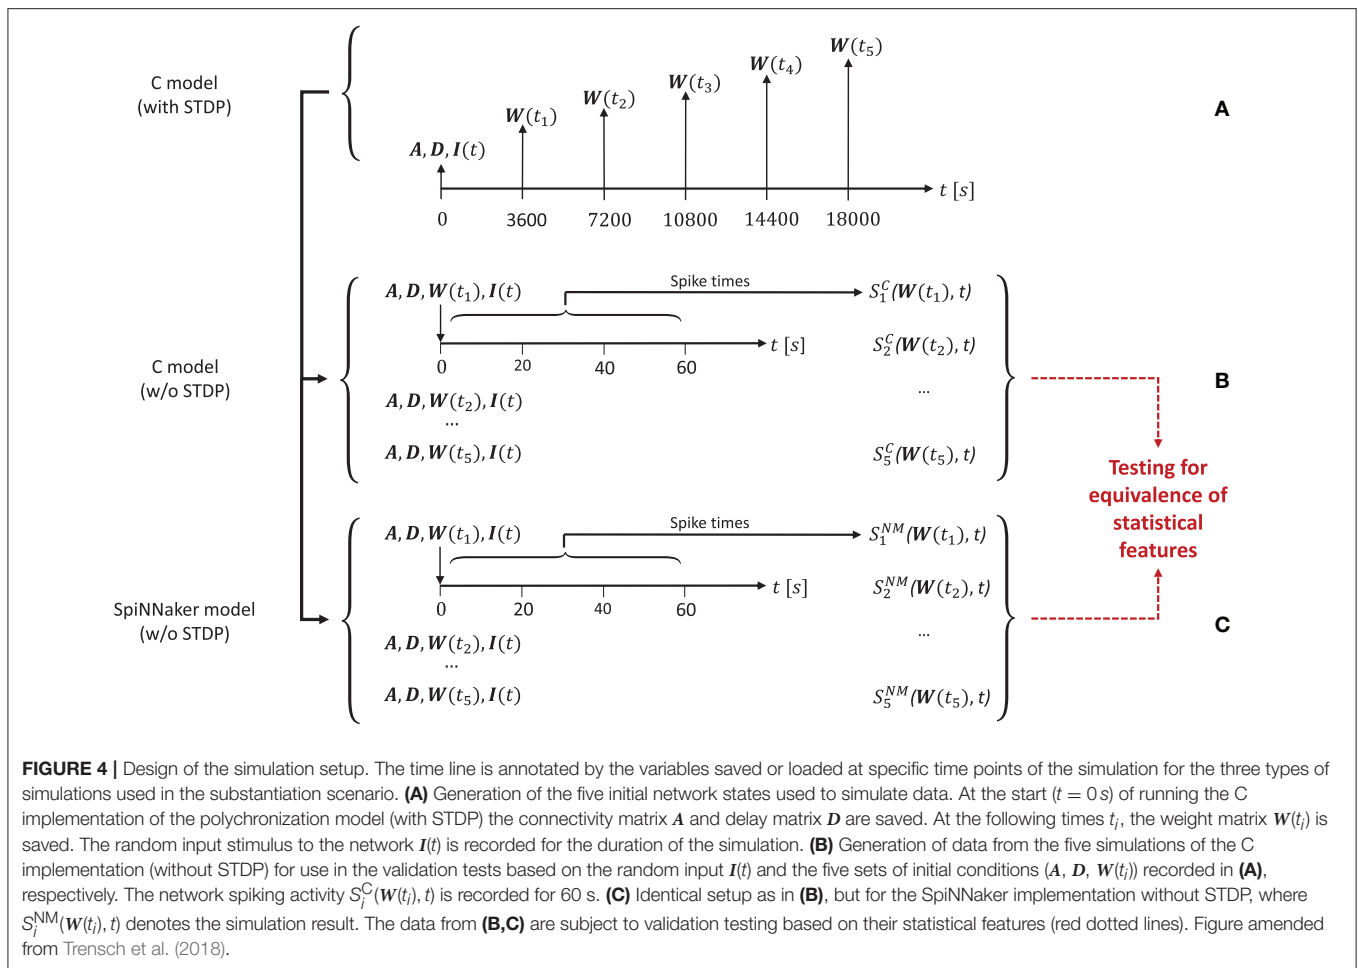 C model
(with STDP)
A, D, I(t)
W(t₁)
W(t₂)
W(t₃)
W(t₄)
W(t₅)
t [s]
0 3600 7200 10800 14400 18000
A
C model
(w/o STDP)
A, D, W(t₁), I(t)
Spike times
S₁ᶜ(W(t₁), t)
t [s]
S₂ᶜ(W(t₂), t)
0 20 40 60
A, D, W(t₂), I(t)
...
...
A, D, W(t₅), I(t)
S₅ᶜ(W(t₅), t)
B
Testing for
equivalence of
statistical
features
SpiNNaker model
(w/o STDP)
A, D, W(t₁), I(t)
Spike times
S₁ᴺᴹ(W(t₁), t)
t [s]
S₂ᴺᴹ(W(t₂), t)
0 20 40 60
A, D, W(t₂), I(t)
...
...
A, D, W(t₅), I(t)
S₅ᴺᴹ(W(t₅), t)
C
FIGURE 4 | Design of the simulation setup. The time line is annotated by the variables saved or loaded at specific time points of the simulation for the three types of
simulations used in the substantiation scenario. (A) Generation of the five initial network states used to simulate data. At the start (t = 0 s) of running the C
implementation of the polychronization model (with STDP) the connectivity matrix A and delay matrix D are saved. At the following times tᵢ, the weight matrix W(tᵢ) is
saved. The random input stimulus to the network I(t) is recorded for the duration of the simulation. (B) Generation of data from the five simulations of the C
implementation (without STDP) for use in the validation tests based on the random input I(t) and the five sets of initial conditions (A, D, W(tᵢ)) recorded in (A),
respectively. The network spiking activity Sᵢᶜ(W(tᵢ), t) is recorded for 60 s. (C) Identical setup as in (B), but for the SpiNNaker implementation without STDP, where
Sᵢᴺᴹ(W(tᵢ), t) denotes the simulation result. The data from (B,C) are subject to validation testing based on their statistical features (red dotted lines). Figure amended
from Trensch et al. (2018).